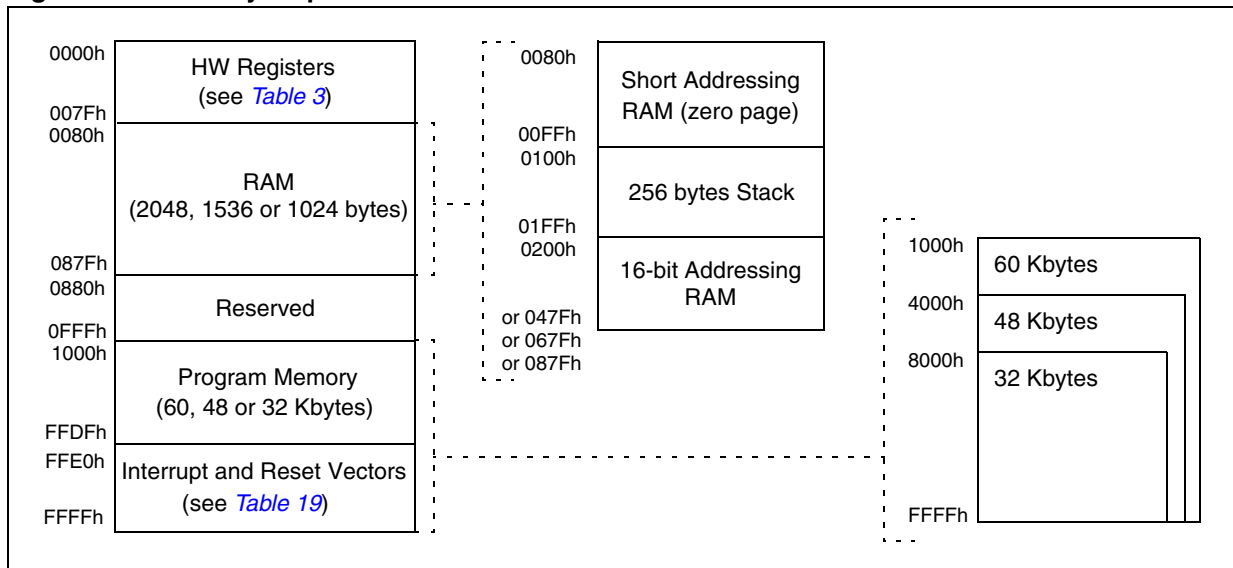 0000h
HW Registers
(see Table 3)
007Fh
0080h
RAM
(2048, 1536 or 1024 bytes)
087Fh
0880h
Reserved
0FFFh
1000h
Program Memory
(60, 48 or 32 Kbytes)
FFDFh
FFE0h
Interrupt and Reset Vectors
(see Table 19)
FFFFh
0080h
Short Addressing
RAM (zero page)
00FFh
0100h
256 bytes Stack
01FFh
0200h
16-bit Addressing
RAM
or 047Fh
or 067Fh
or 087Fh
1000h
60 Kbytes
4000h
48 Kbytes
8000h
32 Kbytes
FFFFh